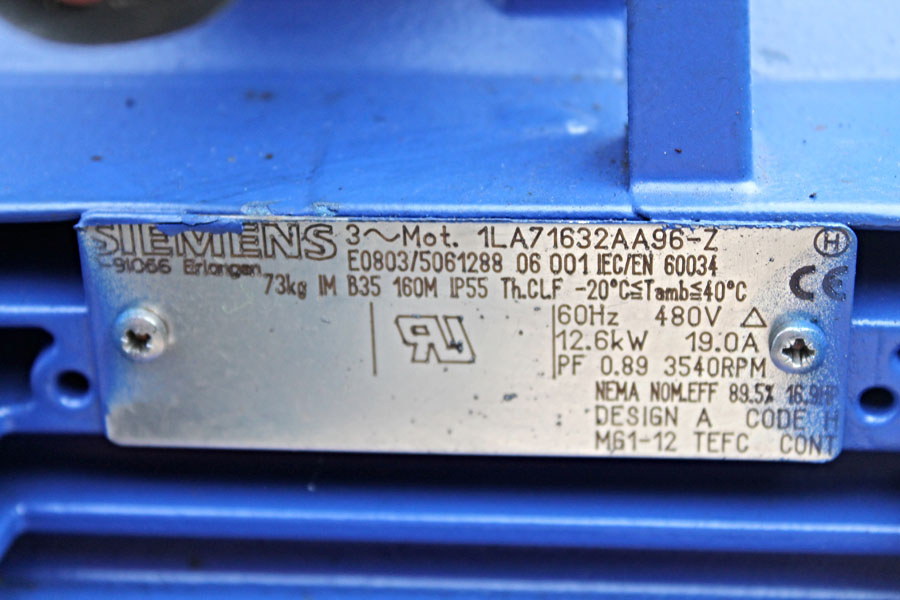 SIEMENS 3~Mot. 1LA71632AA96-Z H
D-91056 Erlangen E0803/5061288 06 001 IEC/EN 60034
73kg IM B35 160M IP55 Th.CLF -20°C≤Tamb≤40°C CE
60Hz 480V △
12.6kW 19.0A
PF 0.89 3540RPM
NEMA NOM.EFF 89.5% 16.9HP
DESIGN A CODE H
MG1-12 TEFC CONT